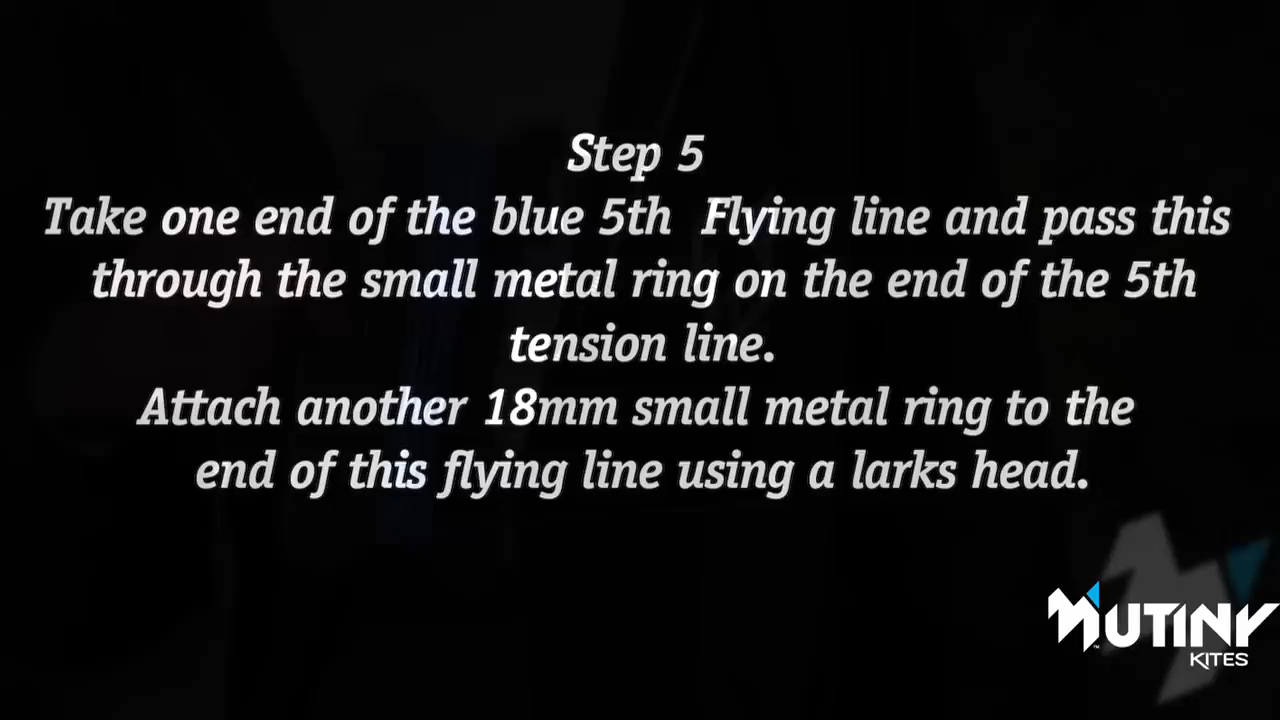 Step 5
Take one end of the blue 5th Flying line and pass this
through the small metal ring on the end of the 5th
tension line.
Attach another 18mm small metal ring to the
end of this flying line using a larks head.
MUTINY
KITES